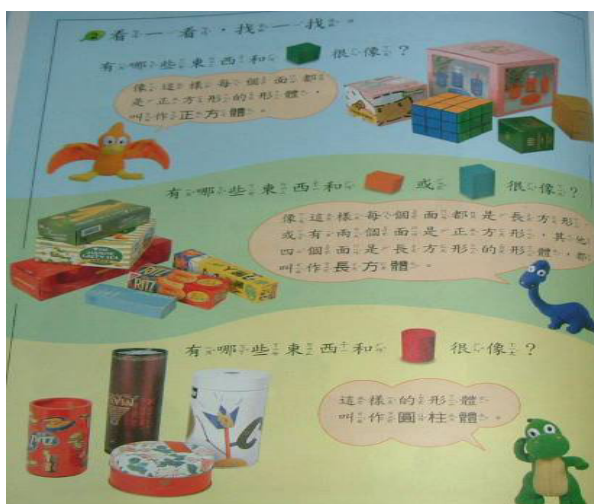 2 看一看，找一找。
有哪些東西和 很像？
像這樣每個面都
是正方形的形體，
叫作正方體。
有哪些東西和 或 很像？
像這樣每個面都是長方形，
或有兩個面是正方形，其他
四個面是長方形的形體，都
叫作長方體。
RITZ
RITZ
有哪些東西和 很像？
這樣的形體
叫作圓柱體。